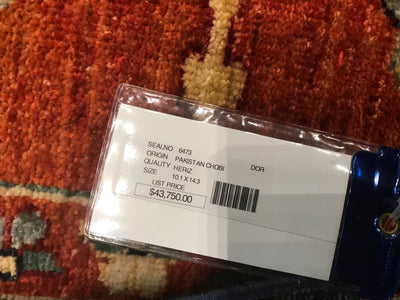 SEALNO 6473
ORIGIN PAKISTAN CHOBI DOR
QUALITY HERIZ
SIZE 10.1 X 14.3
LIST PRICE
$43,750.00